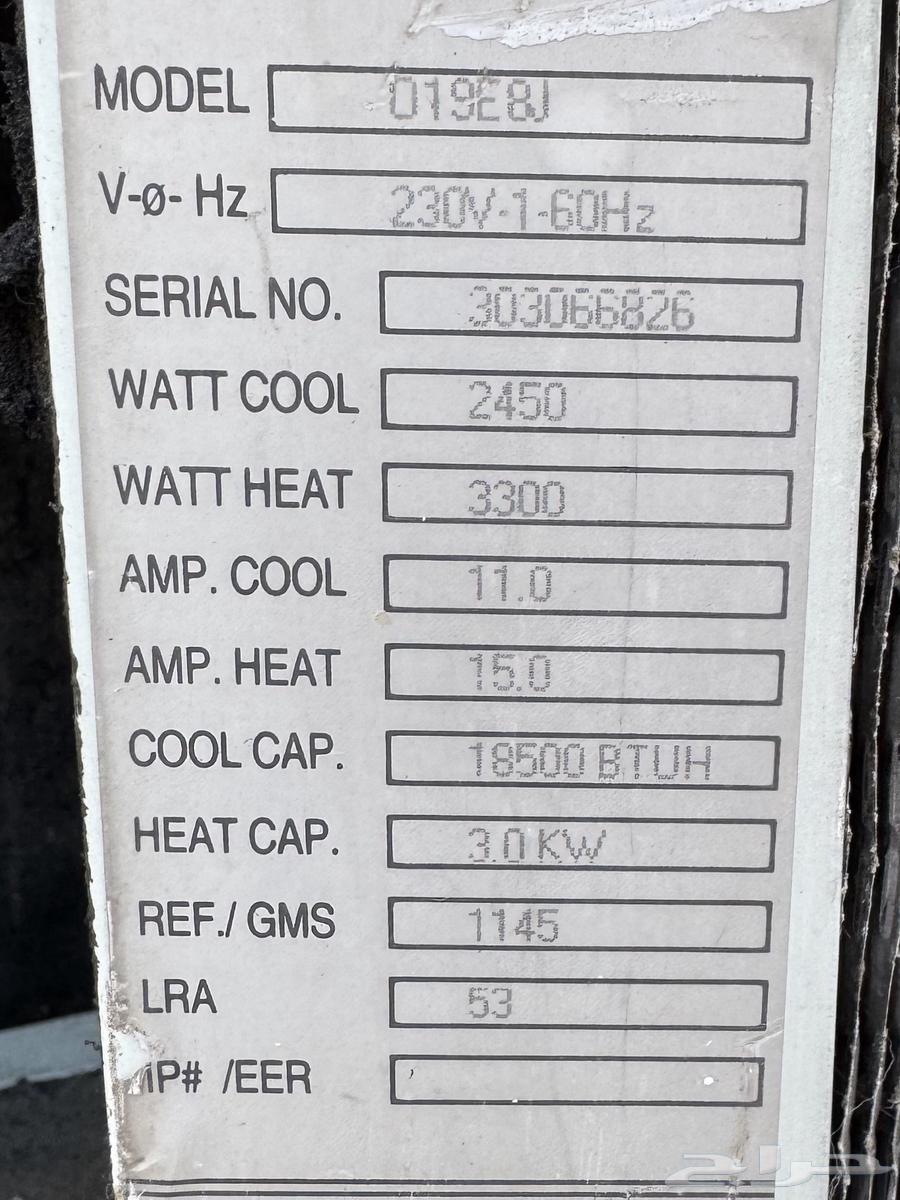 MODEL 019E8J
V-ø- Hz 230V-1-60Hz
SERIAL NO. 303066826
WATT COOL 2450
WATT HEAT 3300
AMP. COOL 11.0
AMP. HEAT 15.0
COOL CAP. 18500 BTUH
HEAT CAP. 3.0 KW
REF./ GMS 1145
LRA 53
IP# /EER
حراج